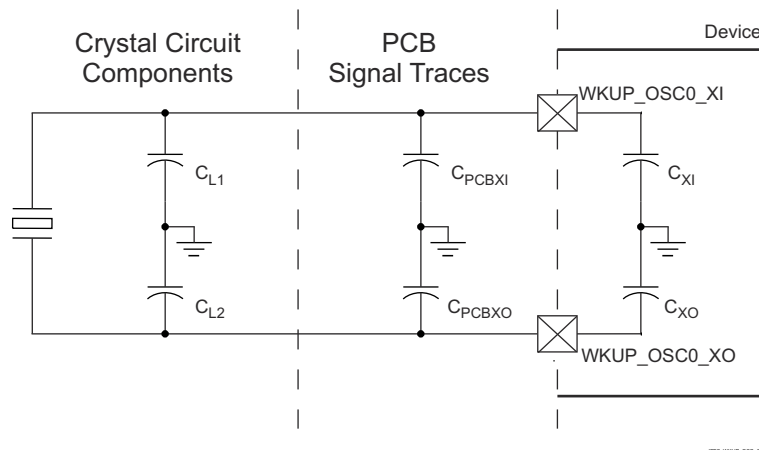 Crystal Circuit
Components
PCB
Signal Traces
Device
WKUP_OSC0_XI
CL1
CPCBXI
CXI
CL2
CPCBXO
CXO
WKUP_OSC0_XO